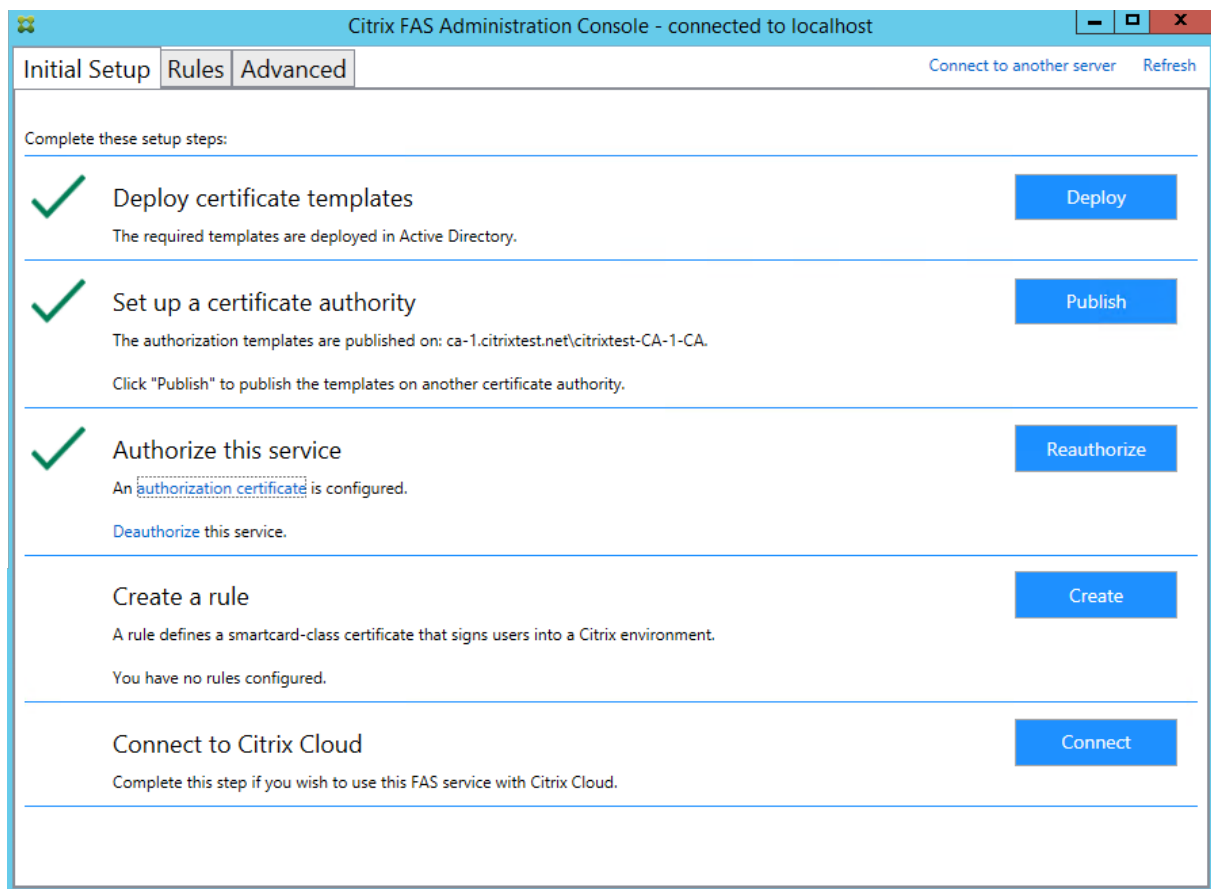 Citrix FAS Administration Console - connected to localhost
Initial Setup Rules Advanced Connect to another server Refresh
Complete these setup steps:
Deploy certificate templates Deploy
The required templates are deployed in Active Directory.
Set up a certificate authority Publish
The authorization templates are published on: ca-1.citrixtest.net\citrixtest-CA-1-CA.
Click "Publish" to publish the templates on another certificate authority.
Authorize this service Reauthorize
An authorization certificate is configured.
Deauthorize this service.
Create a rule Create
A rule defines a smartcard-class certificate that signs users into a Citrix environment.
You have no rules configured.
Connect to Citrix Cloud Connect
Complete this step if you wish to use this FAS service with Citrix Cloud.